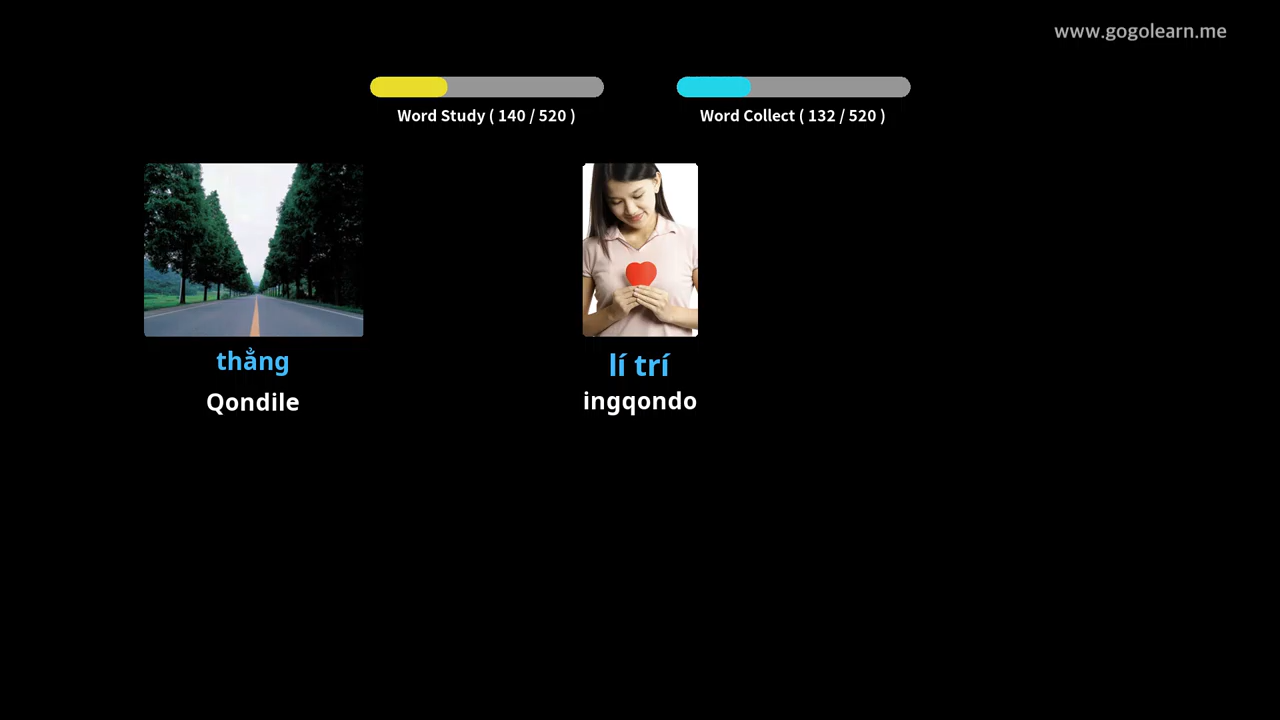 www.gogolearn.me
Word Study ( 140 / 520 )
Word Collect ( 132 / 520 )
thẳng
Qondile
lí trí
ingqondo